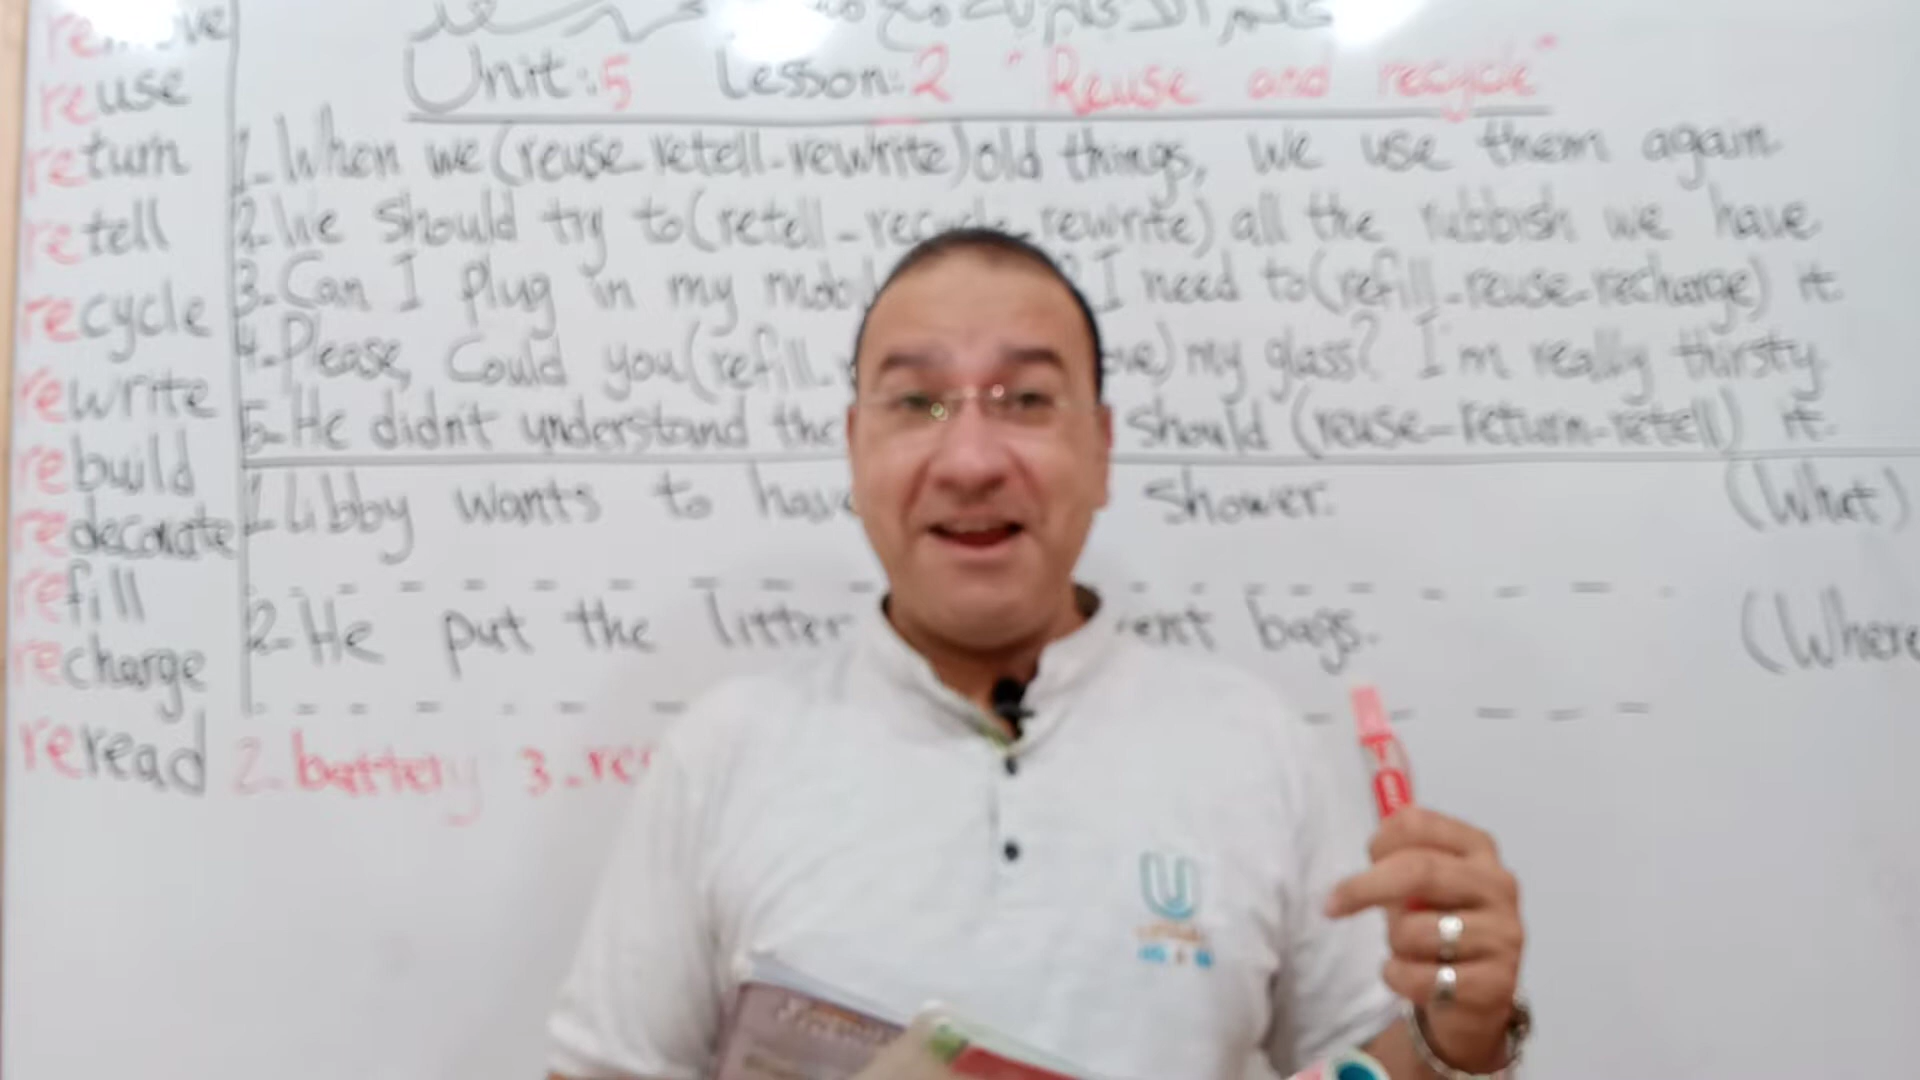 reuse
return
retell
recycle
rewrite
rebuild
redecorate
refill
recharge
reread
Unit:5 Lesson:2 "Reuse and recycle"
1-When we (reuse-retell-rewrite) old things, we use them again
2-We should try to (retell-recycle-rewrite) all the rubbish we have
3-Can I plug in my I need to (refill-reuse-recharge) it.
4-Please, Could you (refill- my glass? I'm really thirsty
5-He didn't understand the should (reuse-return-retell) it.
1-Libby wants to have shower. (What)
2-He put the litter bags. (Where
2-battery 3-
U